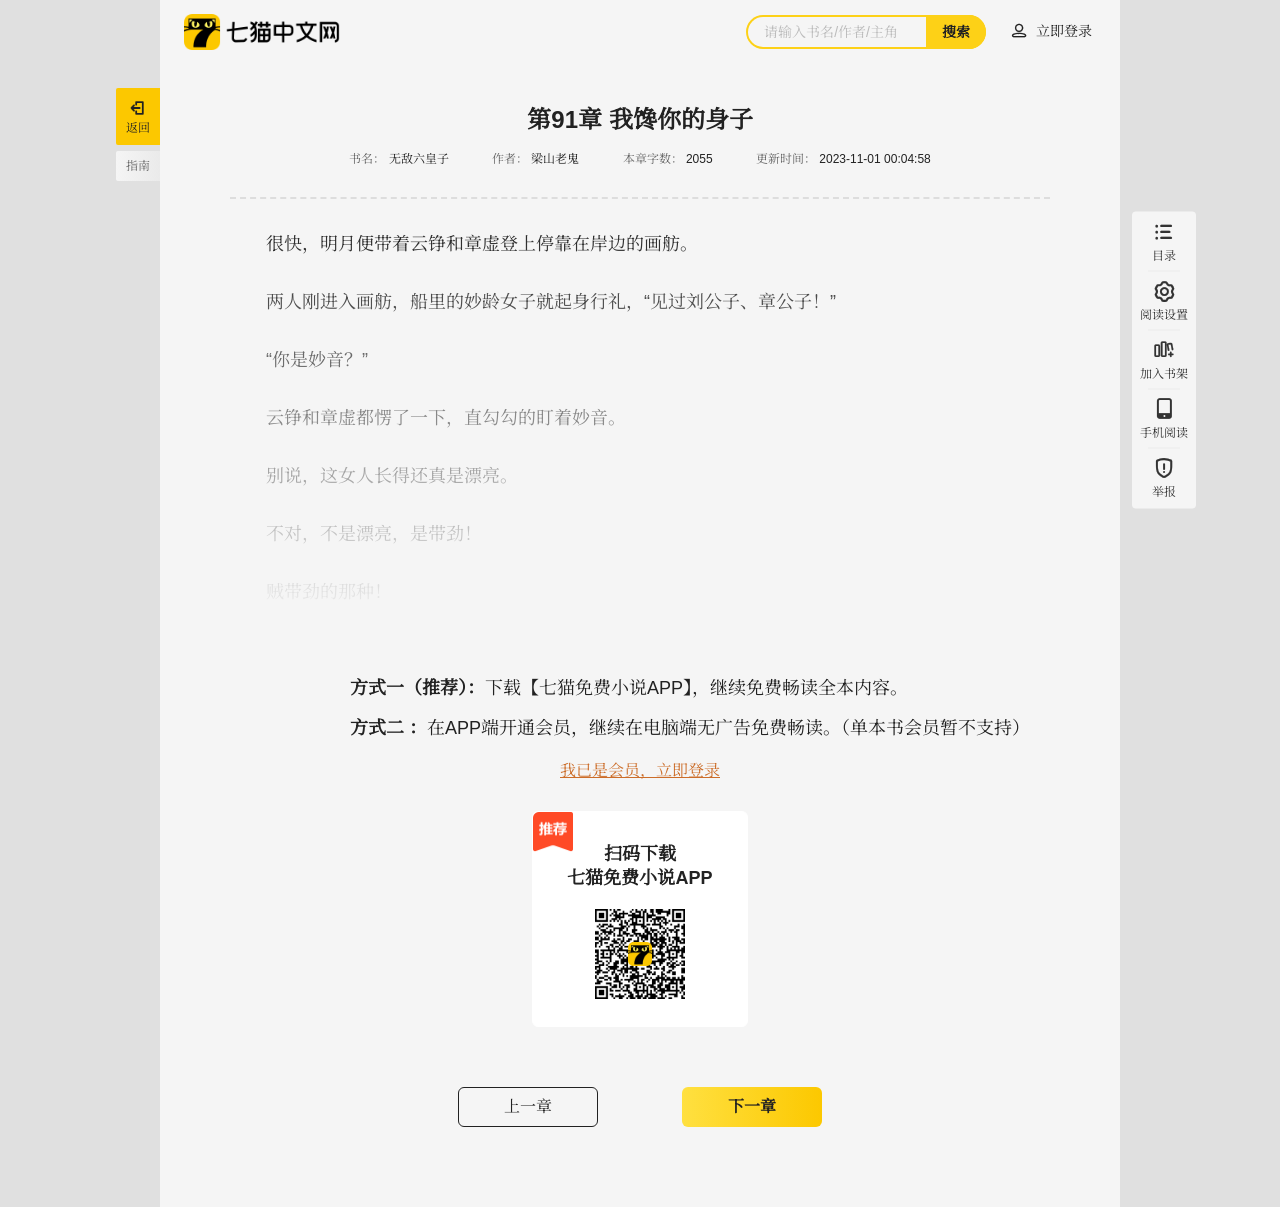 七猫中文网
请输入书名/作者/主角
搜索
立即登录
返回
指南
第91章 我馋你的身子
书名： 无敌六皇子 作者： 梁山老鬼 本章字数： 2055 更新时间： 2023-11-01 00:04:58
很快，明月便带着云铮和章虚登上停靠在岸边的画舫。
两人刚进入画舫，船里的妙龄女子就起身行礼，“见过刘公子、章公子！”
“你是妙音？”
云铮和章虚都愣了一下，直勾勾的盯着妙音。
别说，这女人长得还真是漂亮。
不对，不是漂亮，是带劲！
贼带劲的那种！
目录
阅读设置
加入书架
手机阅读
举报
方式一（推荐）：下载【七猫免费小说APP】，继续免费畅读全本内容。
方式二 ： 在APP端开通会员，继续在电脑端无广告免费畅读。（单本书会员暂不支持）
我已是会员，立即登录
推荐
扫码下载
七猫免费小说APP
上一章
下一章